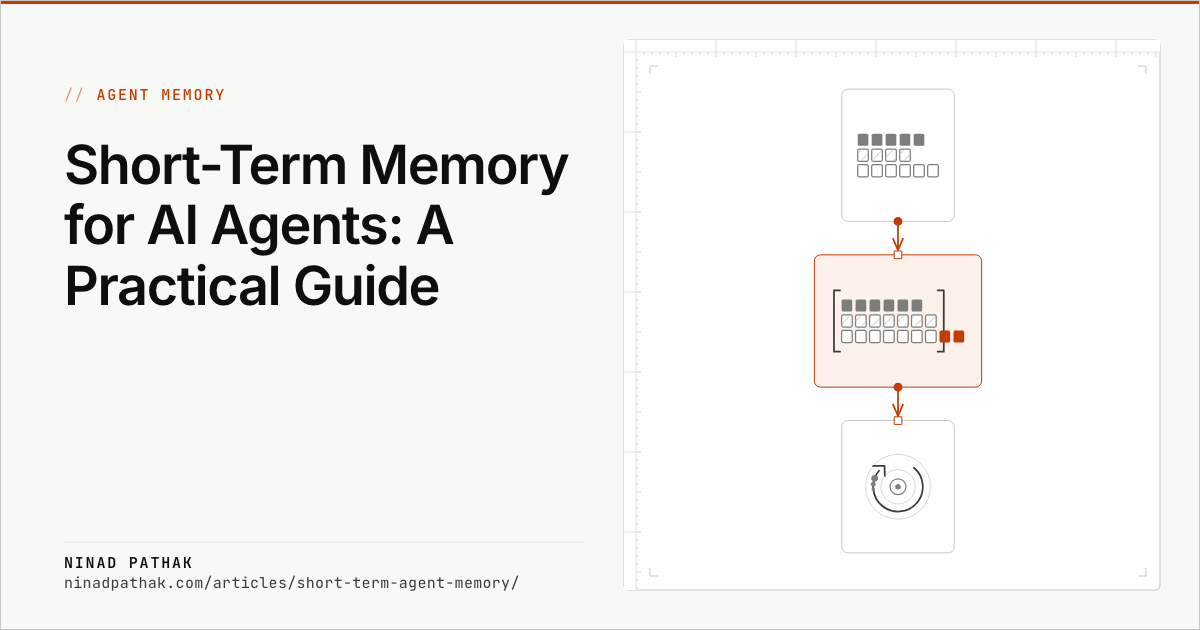 // AGENT MEMORY
Short-Term Memory
for AI Agents: A
Practical Guide
NINAD PATHAK
ninadpathak.com/articles/short-term-agent-memory/